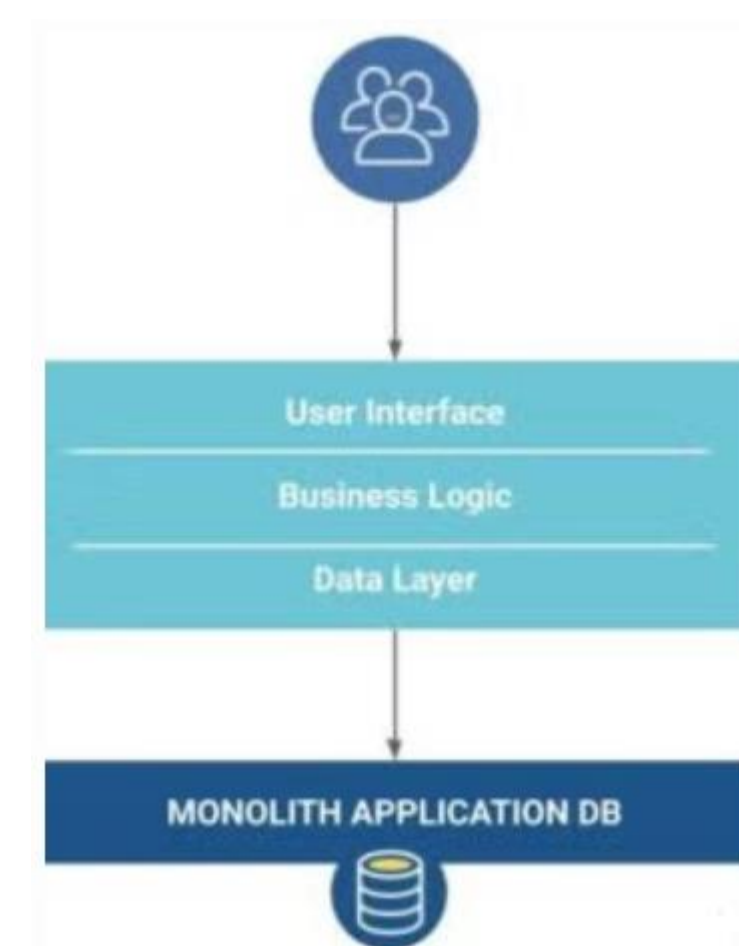 User Interface
Business Logic
Data Layer
MONOLITH APPLICATION DB